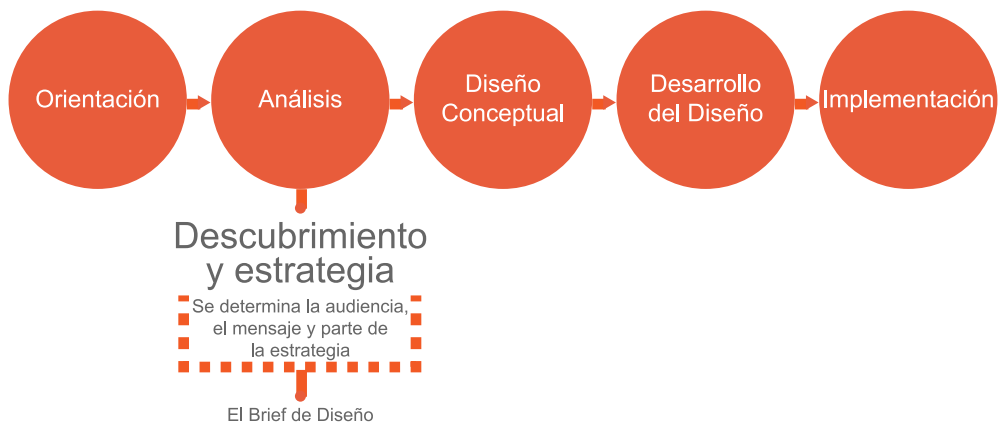 Orientación
Análisis
Diseño
Conceptual
Desarrollo
del Diseño
Implementación
Descubrimiento
y estrategia
Se determina la audiencia,
el mensaje y parte de
la estrategia
El Brief de Diseño